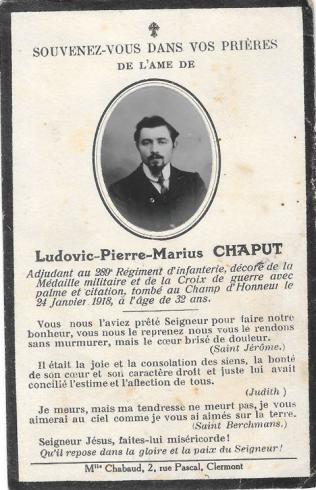 SOUVENEZ-VOUS DANS VOS PRIÈRES
DE L'AME DE
Ludovic-Pierre-Marius CHAPUT
Adjudant au 289e Régiment d'infanterie, décoré de la
Médaille militaire et de la Croix de guerre avec
palme et citation, tombé au Champ d'Honneur le
24 Janvier 1918, à l'âge de 32 ans.
Vous nous l'aviez prêté Seigneur pour faire notre
bonheur, vous nous le reprenez nous vous le rendons
sans murmurer, mais le cœur brisé de douleur.
(Saint Jérôme.)
Il était la joie et la consolation des siens, la bonté
de son cœur et son caractère droit et juste lui avait
concilié l'estime et l'affection de tous.
(Judith)
Je meurs, mais ma tendresse ne meurt pas, je vous
aimerai au ciel comme je vous ai aimés sur la terre.
(Saint Berchmans.)
Seigneur Jésus, faites-lui miséricorde!
Qu'il repose dans la gloire et la paix du Seigneur!
Mlle Chabaud, 2, rue Pascal, Clermont